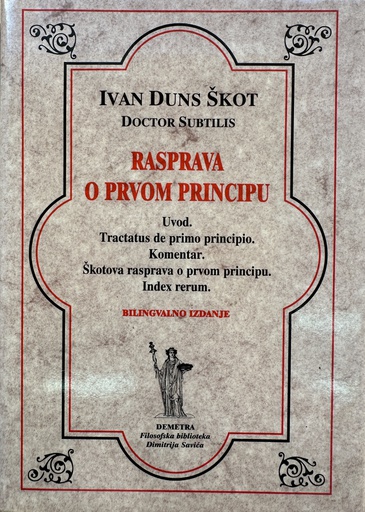 IVAN DUNS ŠKOT
DOCTOR SUBTILIS
RASPRAVA
O PRVOM PRINCIPU
Uvod.
Tractatus de primo principio.
Komentar.
Škotova rasprava o prvom principu.
Index rerum.
BILINGVALNO IZDANJE
DEMETRA
Filosofska biblioteka
Dimitrija Savića